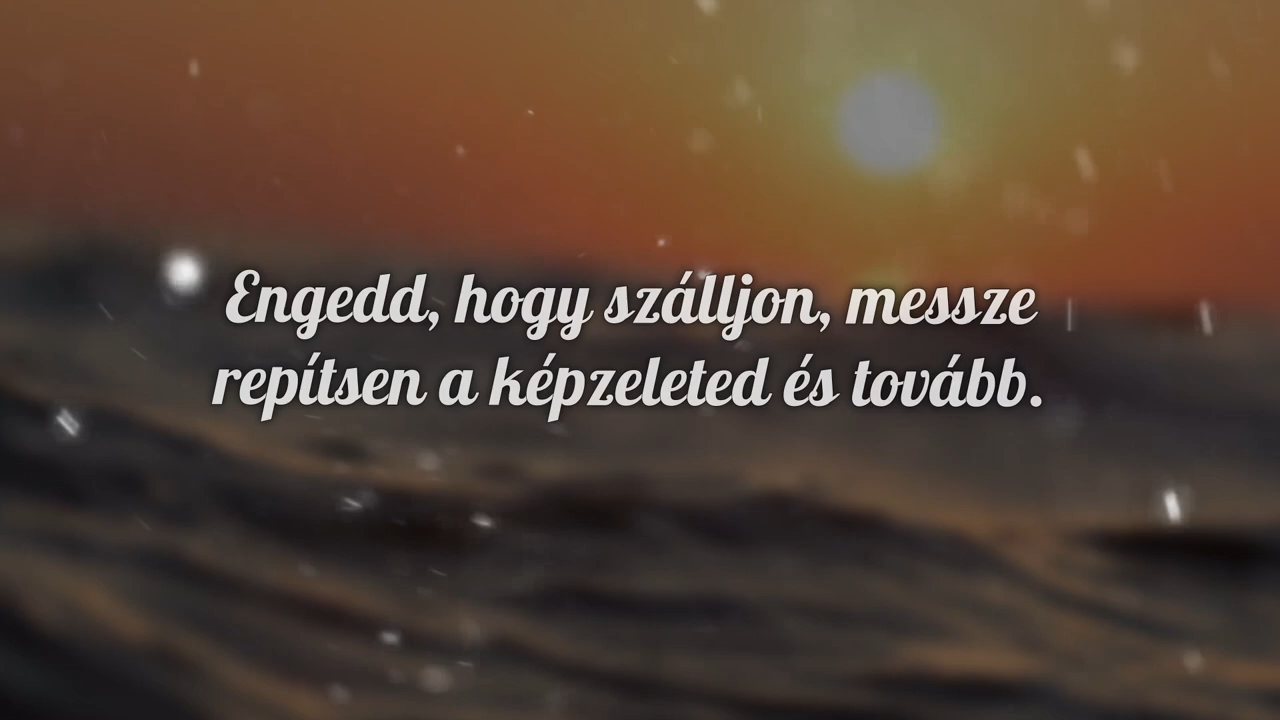 Engedd, hogy szálljon, messze
repítsen a képzeleted és tovább.